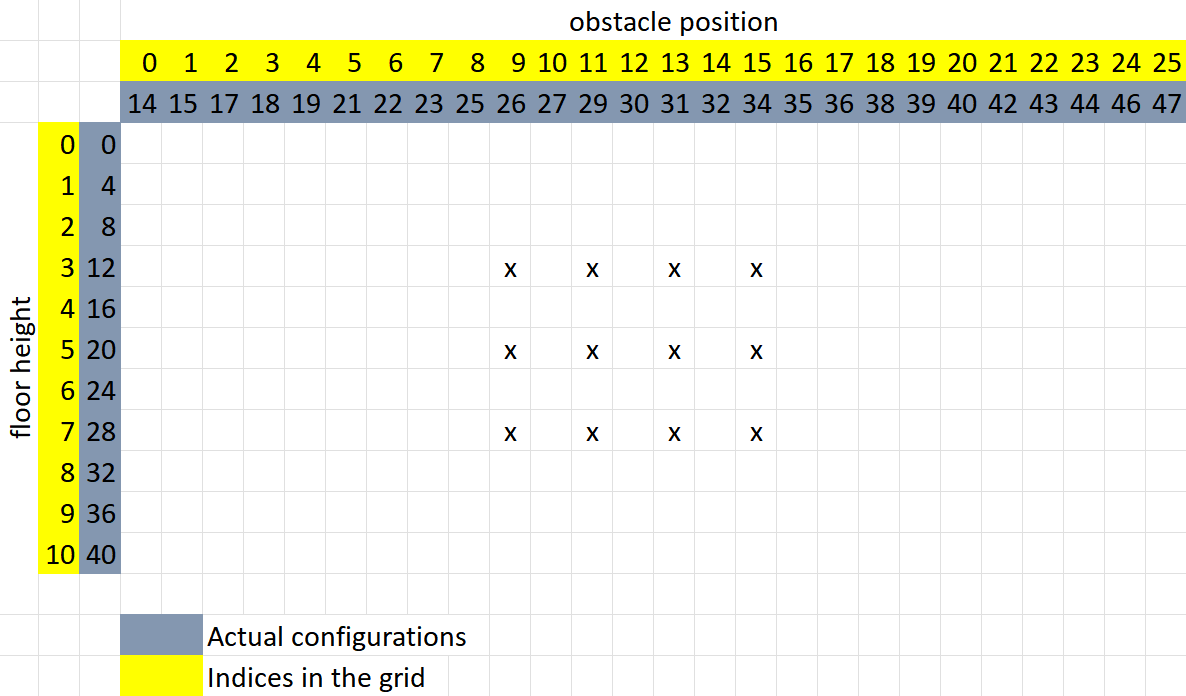 obstacle position
0 1 2 3 4 5 6 7 8 9 10 11 12 13 14 15 16 17 18 19 20 21 22 23 24 25
14 15 17 18 19 21 22 23 25 26 27 29 30 31 32 34 35 36 38 39 40 42 43 44 46 47
floor height
0 0
1 4
2 8
3 12 x x x x
4 16
5 20 x x x x
6 24
7 28 x x x x
8 32
9 36
10 40
Actual configurations
Indices in the grid